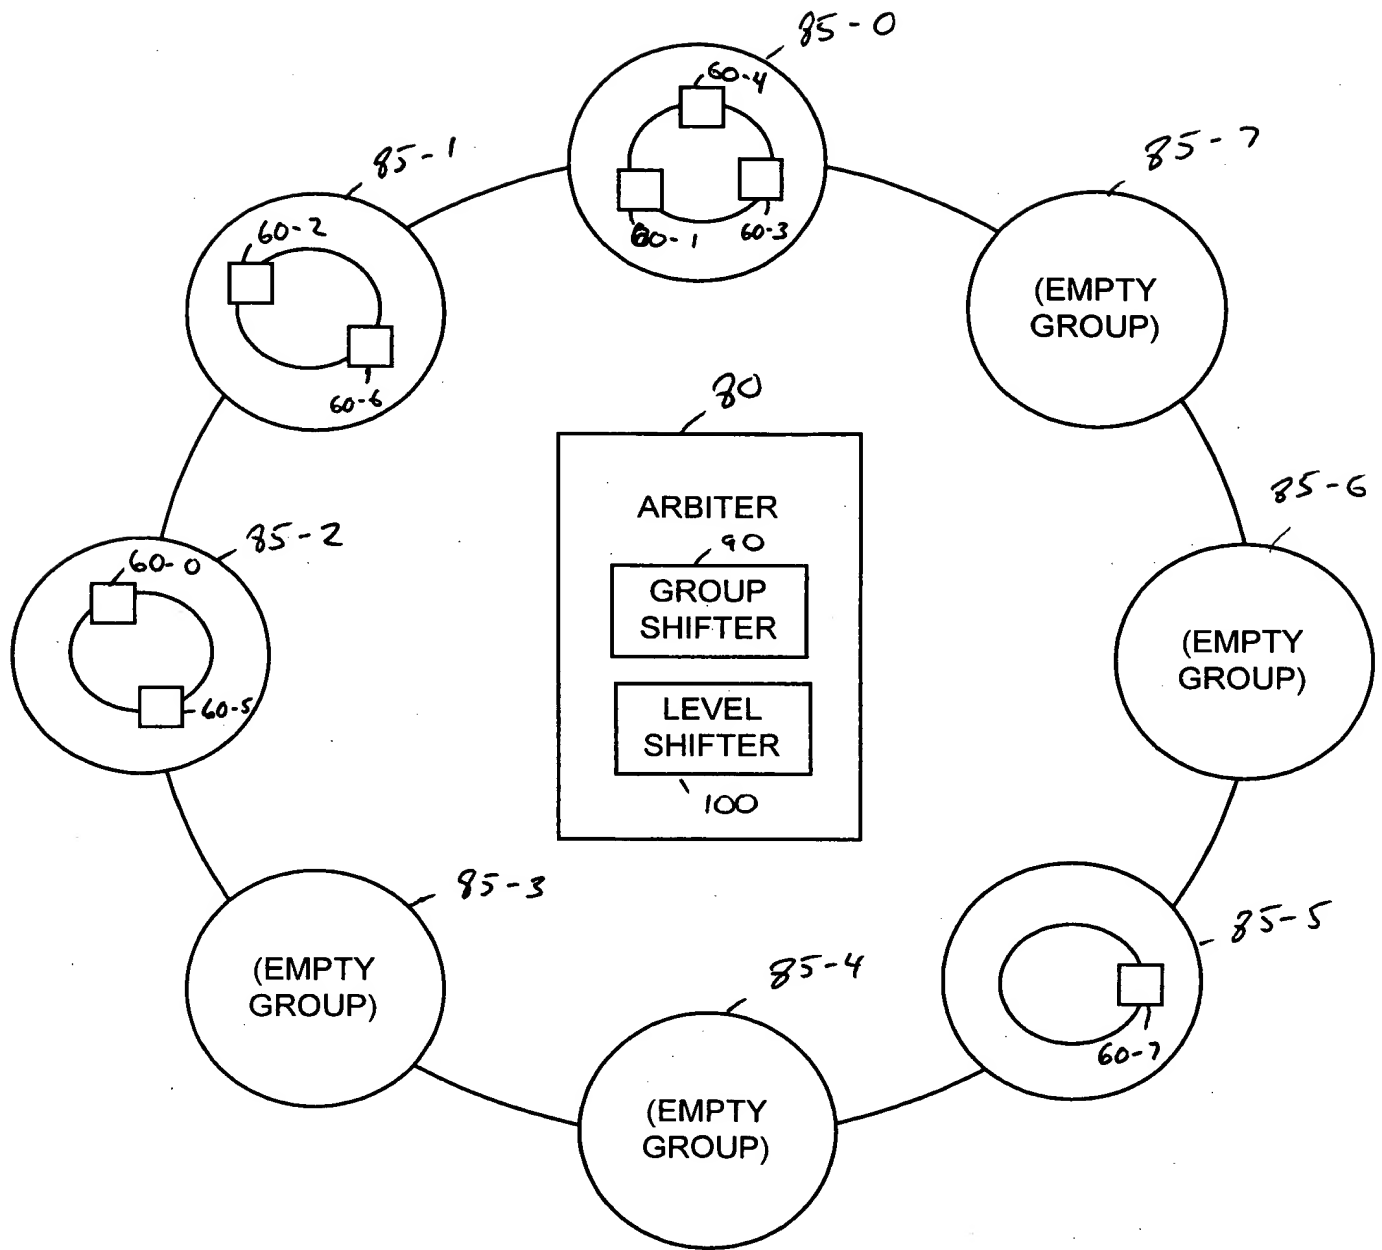 85-0
60-4
60-1
60-3
85-1
60-2
60-6
85-7
(EMPTY
GROUP)
80
ARBITER
90
GROUP
SHIFTER
LEVEL
SHIFTER
100
85-6
(EMPTY
GROUP)
85-2
60-0
60-5
85-3
(EMPTY
GROUP)
85-4
(EMPTY
GROUP)
85-5
60-7